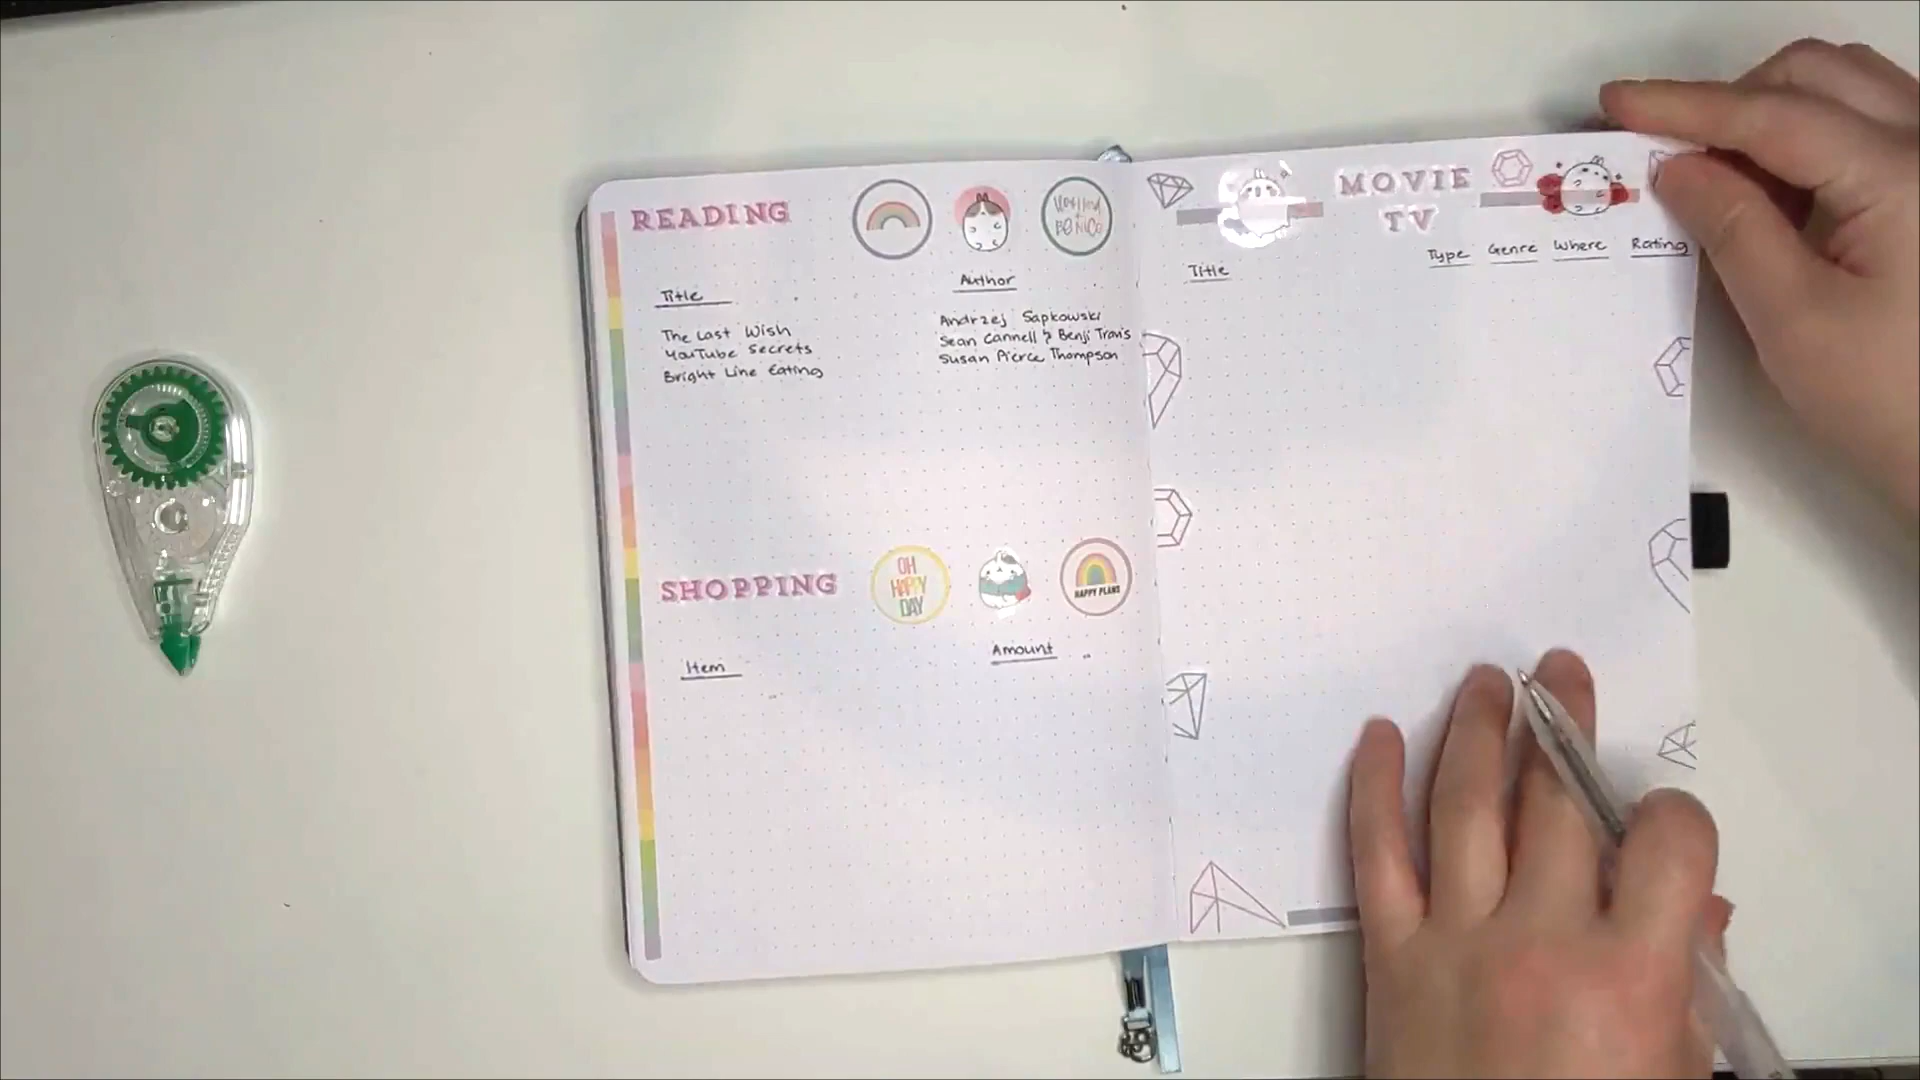 READING
Title
Author
The Last Wish
Andrzej Sapkowski
YouTube Secrets
Sean Cannell & Benji Travis
Bright Line Eating
Susan Pierce Thompson
SHOPPING
OH
HAPPY
DAY
HAPPY PLANS
Item
Amount
MOVIE
TV
Title
Type
Genre
Where
Rating